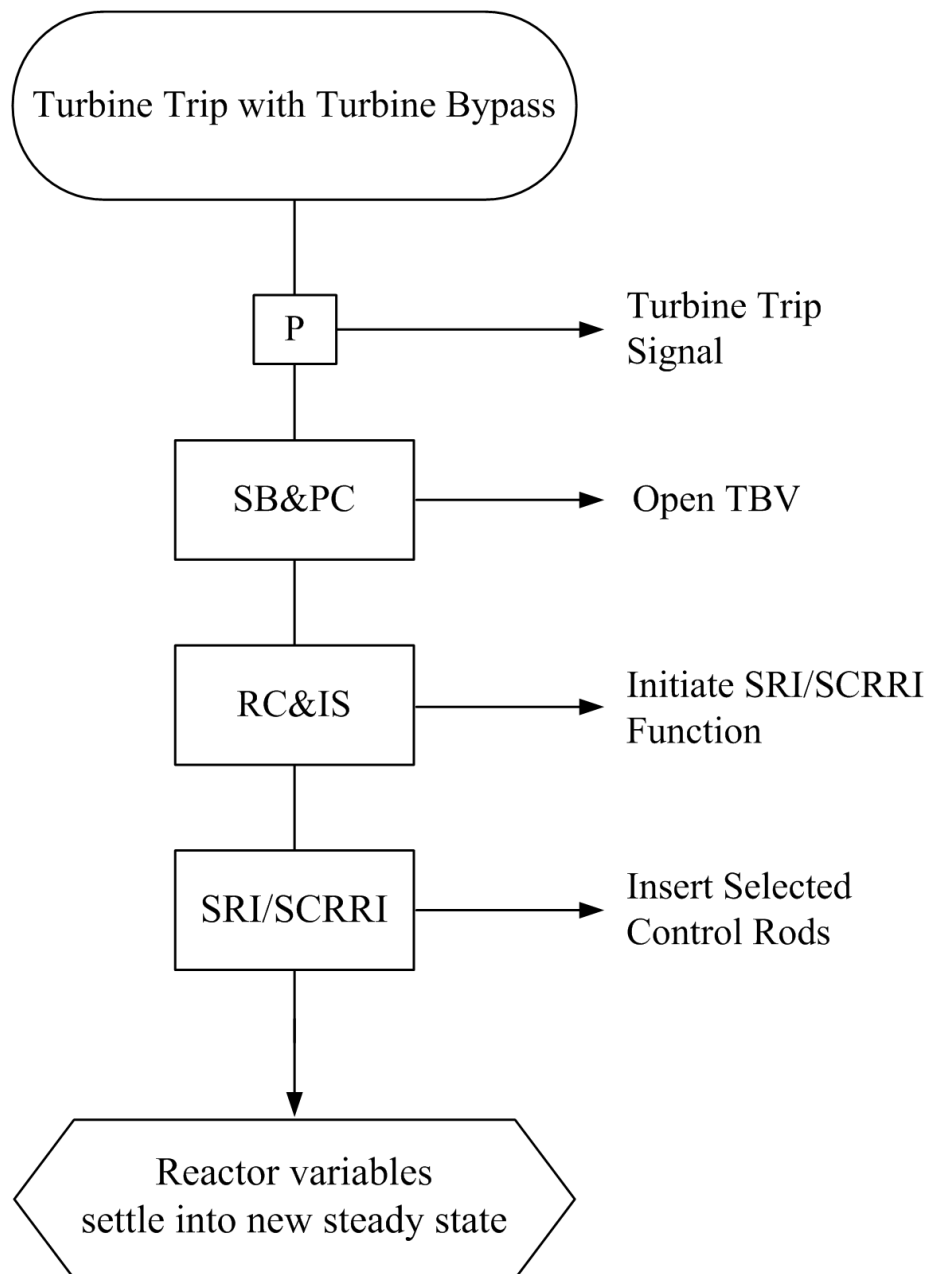 Turbine Trip with Turbine Bypass
P
Turbine Trip
Signal
SB&PC
Open TBV
RC&IS
Initiate SRI/SCRRI
Function
SRI/SCRRI
Insert Selected
Control Rods
Reactor variables
settle into new steady state